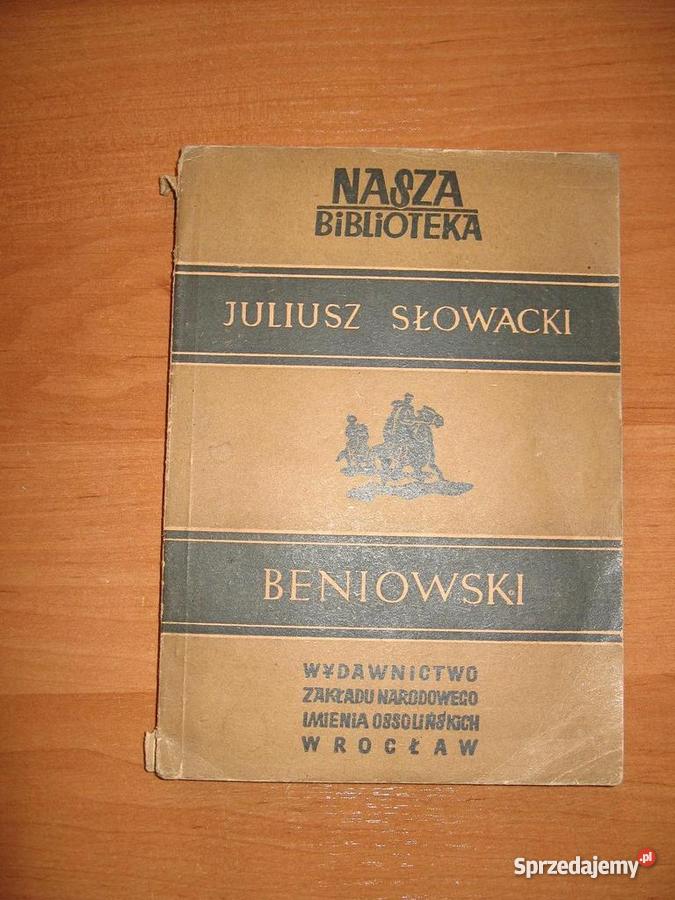 NASZA
BIBLIOTEKA
JULIUSZ SŁOWACKI
BENIOWSKI
WYDAWNICTWO
ZAKŁADU NARODOWEGO
IMIENIA OSSOLIŃSKICH
WROCŁAW
Sprzedajemy.pl